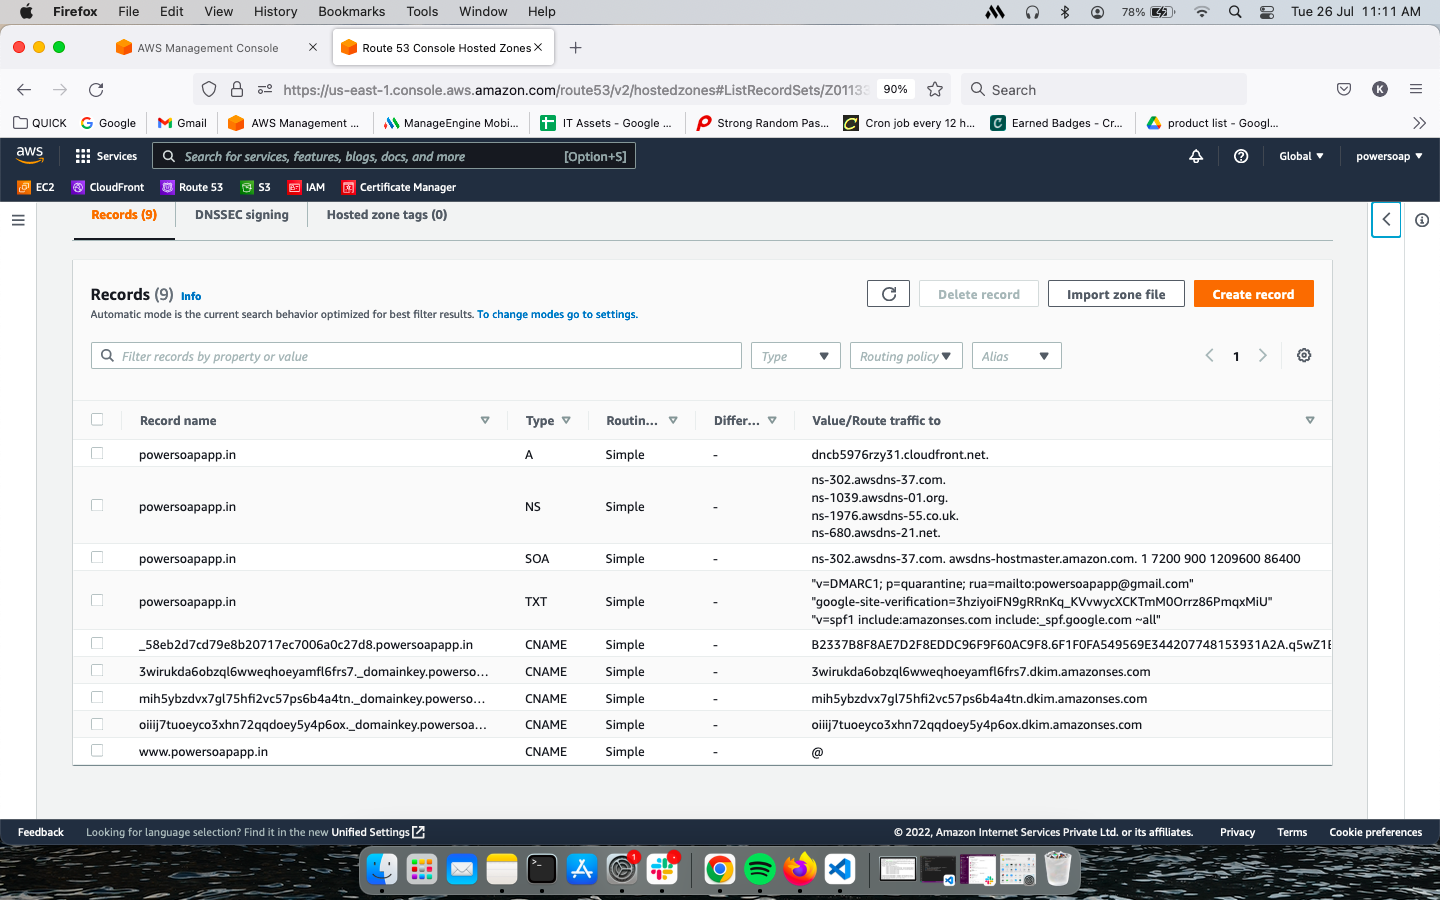 Firefox File Edit View History Bookmarks Tools Window Help 78% Tue 26 Jul 11:11 AM
AWS Management Console Route 53 Console Hosted Zones
https://us-east-1.console.aws.amazon.com/route53/v2/hostedzones#ListRecordSets/Z01133 90% Search
QUICK Google Gmail AWS Management ... ManageEngine Mobi... IT Assets - Google ... Strong Random Pas... Cron job every 12 h... Earned Badges - Cr... product list - Googl...
aws Services Search for services, features, blogs, docs, and more [Option+S] Global powersoap
EC2 CloudFront Route 53 S3 IAM Certificate Manager
Records (9) DNSSEC signing Hosted zone tags (0)
Records (9) Info Delete record Import zone file Create record
Automatic mode is the current search behavior optimized for best filter results. To change modes go to settings.
Filter records by property or value Type Routing policy Alias 1
Record name Type Routin... Differ... Value/Route traffic to
powersoapapp.in A Simple - dncb5976rzy31.cloudfront.net.
powersoapapp.in NS Simple - ns-302.awsdns-37.com.
ns-1039.awsdns-01.org.
ns-1976.awsdns-55.co.uk.
ns-680.awsdns-21.net.
powersoapapp.in SOA Simple - ns-302.awsdns-37.com. awsdns-hostmaster.amazon.com. 1 7200 900 1209600 86400
powersoapapp.in TXT Simple - "v=DMARC1; p=quarantine; rua=mailto:powersoapapp@gmail.com"
"google-site-verification=3hziyoiFN9gRRnKq_KVvwycXCKTmM0Orrz86PmqxMiU"
"v=spf1 include:amazonses.com include:_spf.google.com ~all"
_58eb2d7cd79e8b20717ec7006a0c27d8.powersoapapp.in CNAME Simple - B2337B8F8AE7D2F8EDDC96F9F60AC9F8.6F1F0FA549569E344207748153931A2A.q5wZ1E
3wirukda6obzql6wweqhoeyamfl6frs7._domainkey.powerso... CNAME Simple - 3wirukda6obzql6wweqhoeyamfl6frs7.dkim.amazonses.com
mih5ybzdvx7gl75hfi2vc57ps6b4a4tn._domainkey.powerso... CNAME Simple - mih5ybzdvx7gl75hfi2vc57ps6b4a4tn.dkim.amazonses.com
oiiij7tuoeyco3xhn72qqdoey5y4p6ox._domainkey.powersoa... CNAME Simple - oiiij7tuoeyco3xhn72qqdoey5y4p6ox.dkim.amazonses.com
www.powersoapapp.in CNAME Simple - @
Feedback Looking for language selection? Find it in the new Unified Settings © 2022, Amazon Internet Services Private Ltd. or its affiliates. Privacy Terms Cookie preferences
1